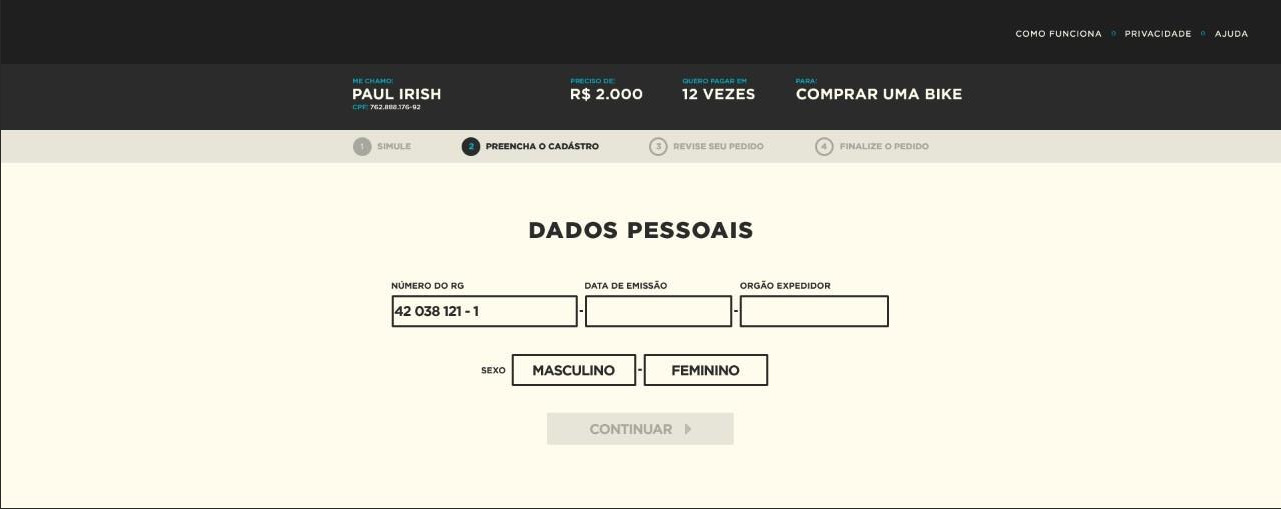 COMO FUNCIONA o PRIVACIDADE o AJUDA
ME CHAMO: PRECISO DE: QUERO PAGAR EM PARA:
PAUL IRISH R$ 2.000 12 VEZES COMPRAR UMA BIKE
CPF: 762.888.176-92
1 SIMULE 2 PREENCHA O CADÁSTRO 3 REVISE SEU PEDIDO 4 FINALIZE O PEDIDO
DADOS PESSOAIS
NÚMERO DO RG DATA DE EMISSÃO ORGÃO EXPEDIDOR
42 038 121 - 1 - -
SEXO MASCULINO - FEMININO
CONTINUAR